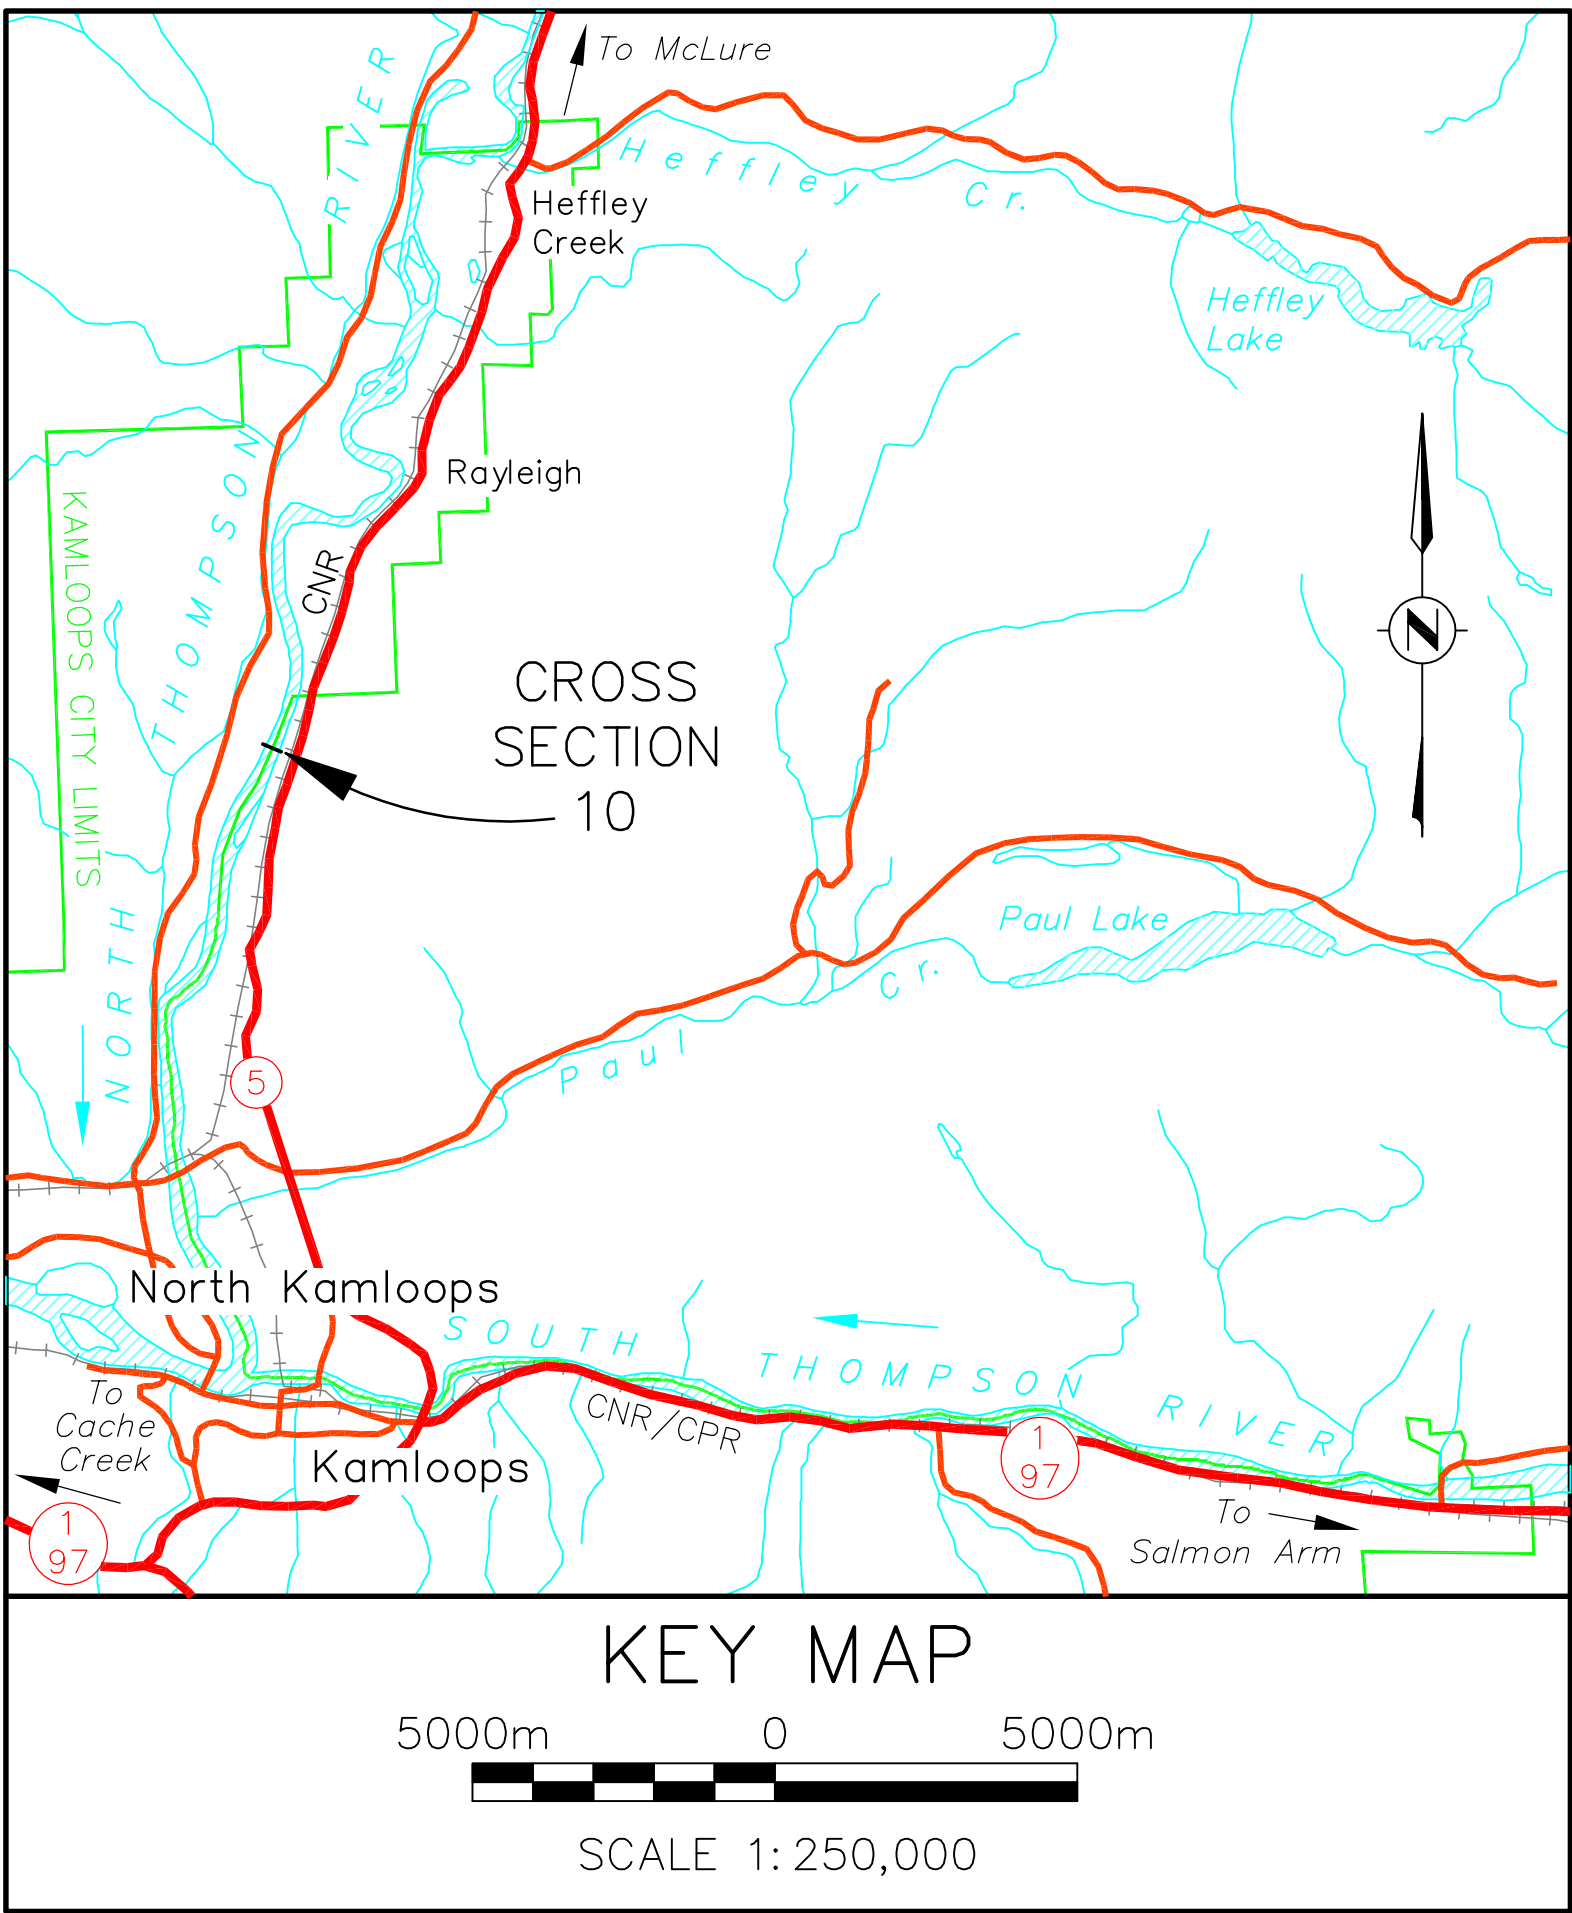 To McLure
RIVER
Heffley Cr.
Heffley
Creek
Heffley
Lake
THOMPSON
Rayleigh
KAMLOOPS CITY LIMITS
CNR
N
CROSS
SECTION
10
Paul Lake
NORTH
Paul Cr.
5
North Kamloops
SOUTH THOMPSON RIVER
To
Cache
Creek
CNR/CPR
Kamloops
1
97
1
97
To
Salmon Arm
KEY MAP
5000m 0 5000m
SCALE 1:250,000